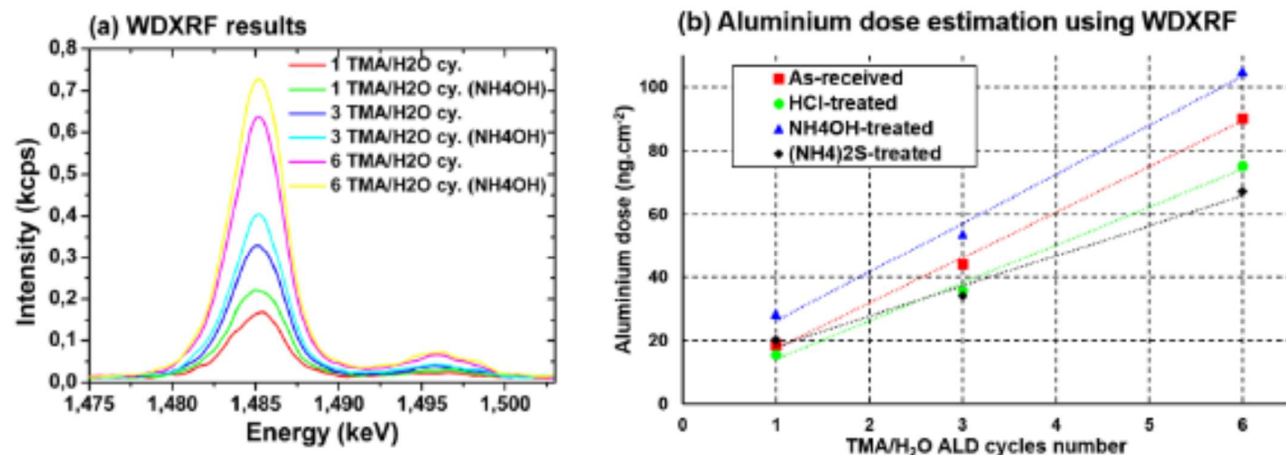 (a) WDXRF results
0,8
0,7
0,6
0,5
0,4
0,3
0,2
0,1
0,0
Intensity (kcps)
1 TMA/H2O cy.
1 TMA/H2O cy. (NH4OH)
3 TMA/H2O cy.
3 TMA/H2O cy. (NH4OH)
6 TMA/H2O cy.
6 TMA/H2O cy. (NH4OH)
1,475 1,480 1,485 1,490 1,495 1,500
Energy (keV)
(b) Aluminium dose estimation using WDXRF
100
80
60
40
20
0
Aluminium dose (ng.cm⁻²)
As-received
HCl-treated
NH4OH-treated
(NH4)2S-treated
0 1 2 3 4 5 6
TMA/H₂O ALD cycles number